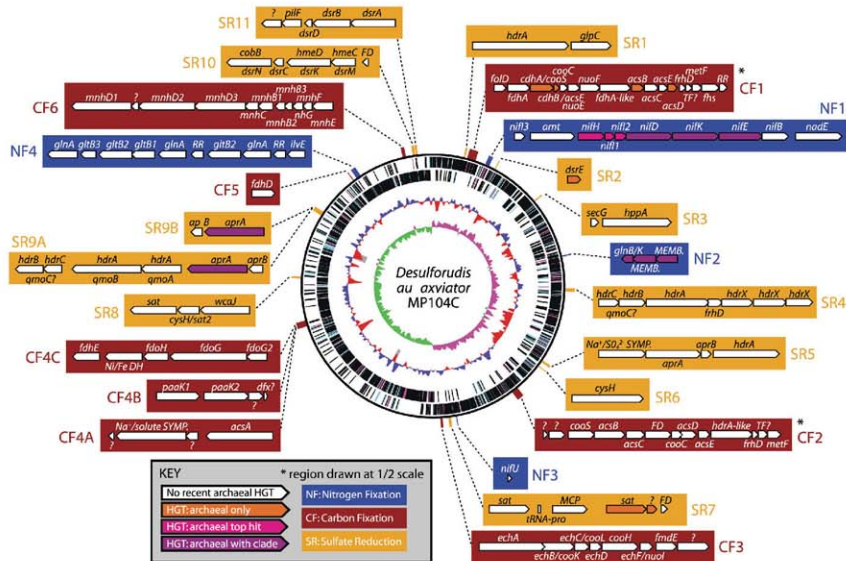 SR11
? pilF dsrB dsrA
dsrD
SR10
cobB hmeD hmeC FD
dsrN dsrC dsrK dsrM
CF6
mnhD1 ? mnhD2 mnhD3 mnhB1 mnhB3 mnhF
mnhC mnhB2 nhG mnhE
NF4
glnA gltB3 gltB2 gltB1 glnA RR gltB2 glnA RR ilvE
CF5
fdhD
SR9B
ap B aprA
SR9A
hdrB hdrC hdrA hdrA aprA aprB
qmoC? qmoB qmoA
SR8
sat wcaJ
cysH/sat2
CF4C
fdhE fdoH fdoG fdoG2
Ni/Fe DH
CF4B
paaK1 paaK2 dfx?
?
CF4A
Na⁺/solute SYMP. acsA
? ?
SR1
hdrA glpC
*
CF1
folD cdhA/cooS cooC nuoF acsB acsE frhD metF RR
fdhA cdhB/acsE nuoE fdhA-like acsC acsD TF? fhs
NF1
nifI3 amt nifH nifI2 nifD nifK nifE nifB nadE
nifI1
SR2
dsrE
SR3
secG hppA
NF2
glnB/K MEMB.
MEMB.
SR4
hdrC hdrB hdrA hdrX hdrX hdrX
qmoC? frhD
SR5
Na⁺/SO₄² SYMP. aprB hdrA
aprA
SR6
cysH
*
CF2
? ? cooS acsB FD acsD hdrA-like TF?
acsC cooC acsE frhD metF
NF3
nifU
SR7
sat MCP sat ? FD
tRNA-pro
CF3
echA echC/cooL cooH fmdE ?
echB/cooK echD echF/nuoI
Desulforudis
au axviator
MP104C
KEY
* region drawn at 1/2 scale
No recent archaeal HGT
HGT: archaeal only
HGT: archaeal top hit
HGT: archaeal with clade
NF: Nitrogen Fixation
CF: Carbon Fixation
SR: Sulfate Reduction